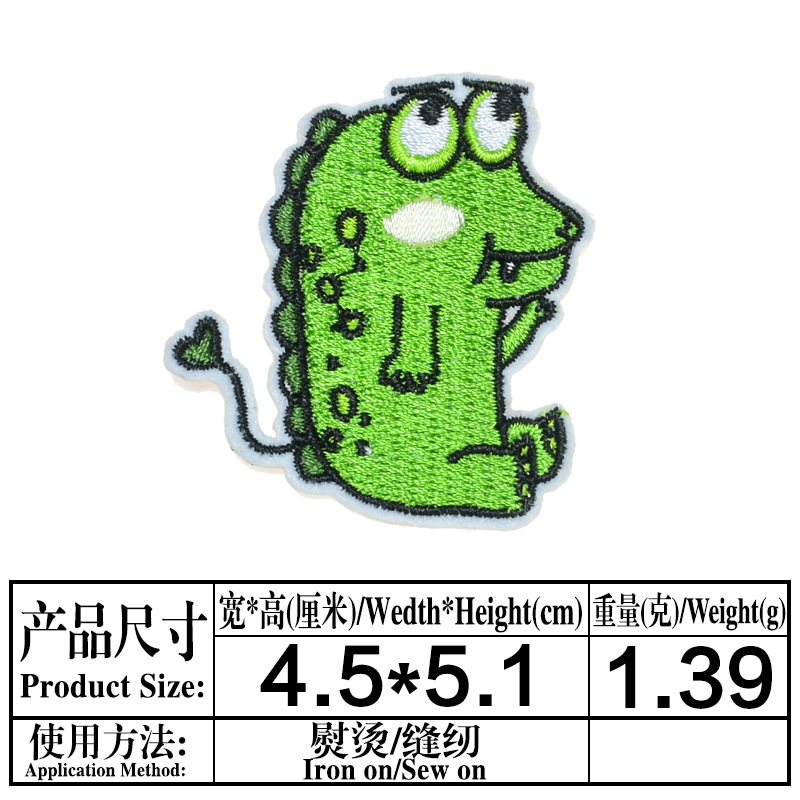 产品尺寸
Product Size:
宽*高(厘米)/Wedth*Height(cm)
重量(克)/Weight(g)
4.5*5.1
1.39
使用方法:
Application Method:
熨烫/缝纫
Iron on/Sew on